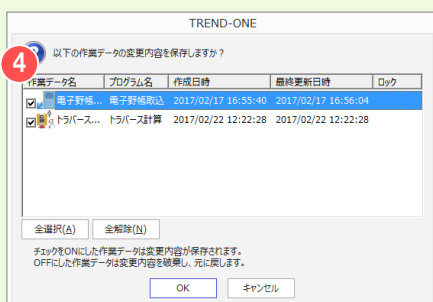 TREND-ONE
4
以下の作業データの変更内容を保存しますか?
作業データ名 プログラム名 作成日時 最終更新日時 ロック
電子野帳... 電子野帳取込 2017/02/17 16:55:40 2017/02/17 16:56:04
トラバース... トラバース計算 2017/02/22 12:22:28 2017/02/22 12:22:28
全選択(A) 全解除(N)
チェックをONにした作業データは変更内容が保存されます。
OFFにした作業データは変更内容を破棄し、元に戻します。
OK キャンセル